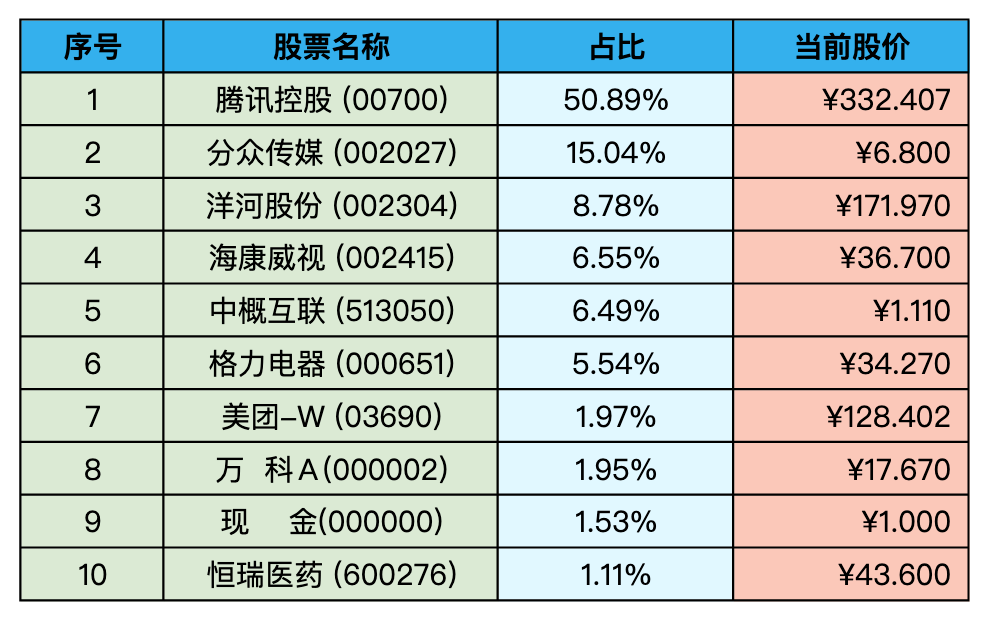 序号 股票名称 占比 当前股价
1 腾讯控股 (00700) 50.89% ¥332.407
2 分众传媒 (002027) 15.04% ¥6.800
3 洋河股份 (002304) 8.78% ¥171.970
4 海康威视 (002415) 6.55% ¥36.700
5 中概互联 (513050) 6.49% ¥1.110
6 格力电器 (000651) 5.54% ¥34.270
7 美团–W (03690) 1.97% ¥128.402
8 万 科A(000002) 1.95% ¥17.670
9 现 金(000000) 1.53% ¥1.000
10 恒瑞医药 (600276) 1.11% ¥43.600